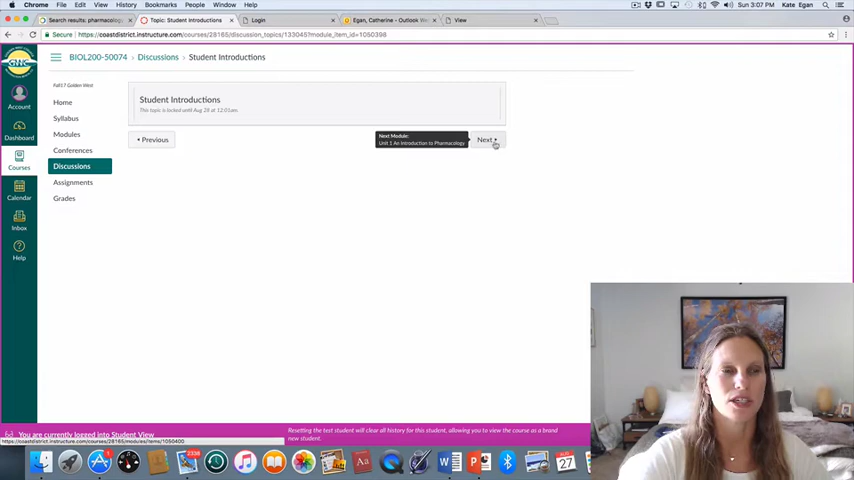 Chrome File Edit View History Bookmarks People Window Help
Sun 3:07 PM Kate Egan
Search results: pharmacolog
Topic: Student Introductions
Login
Egan, Catherine - Outlook We
View
Secure https://coastdistrict.instructure.com/courses/28165/discussion_topics/133045?module_item_id=1050398
BIOL200-50074 › Discussions › Student Introductions
Fall17 Golden West
Home
Syllabus
Modules
Conferences
Discussions
Assignments
Grades
Account
Dashboard
Courses
Calendar
Inbox
Help
Student Introductions
This topic is locked until Aug 28 at 12:01am.
Previous
Next Module:
Unit 1 An Introduction to Pharmacology
Next
You are currently logged into Student View
Resetting the test student will clear all history for this student, allowing you to view the course as a brand
new student.
https://coastdistrict.instructure.com/courses/28165/modules/items/1050400
2338
AUG
27